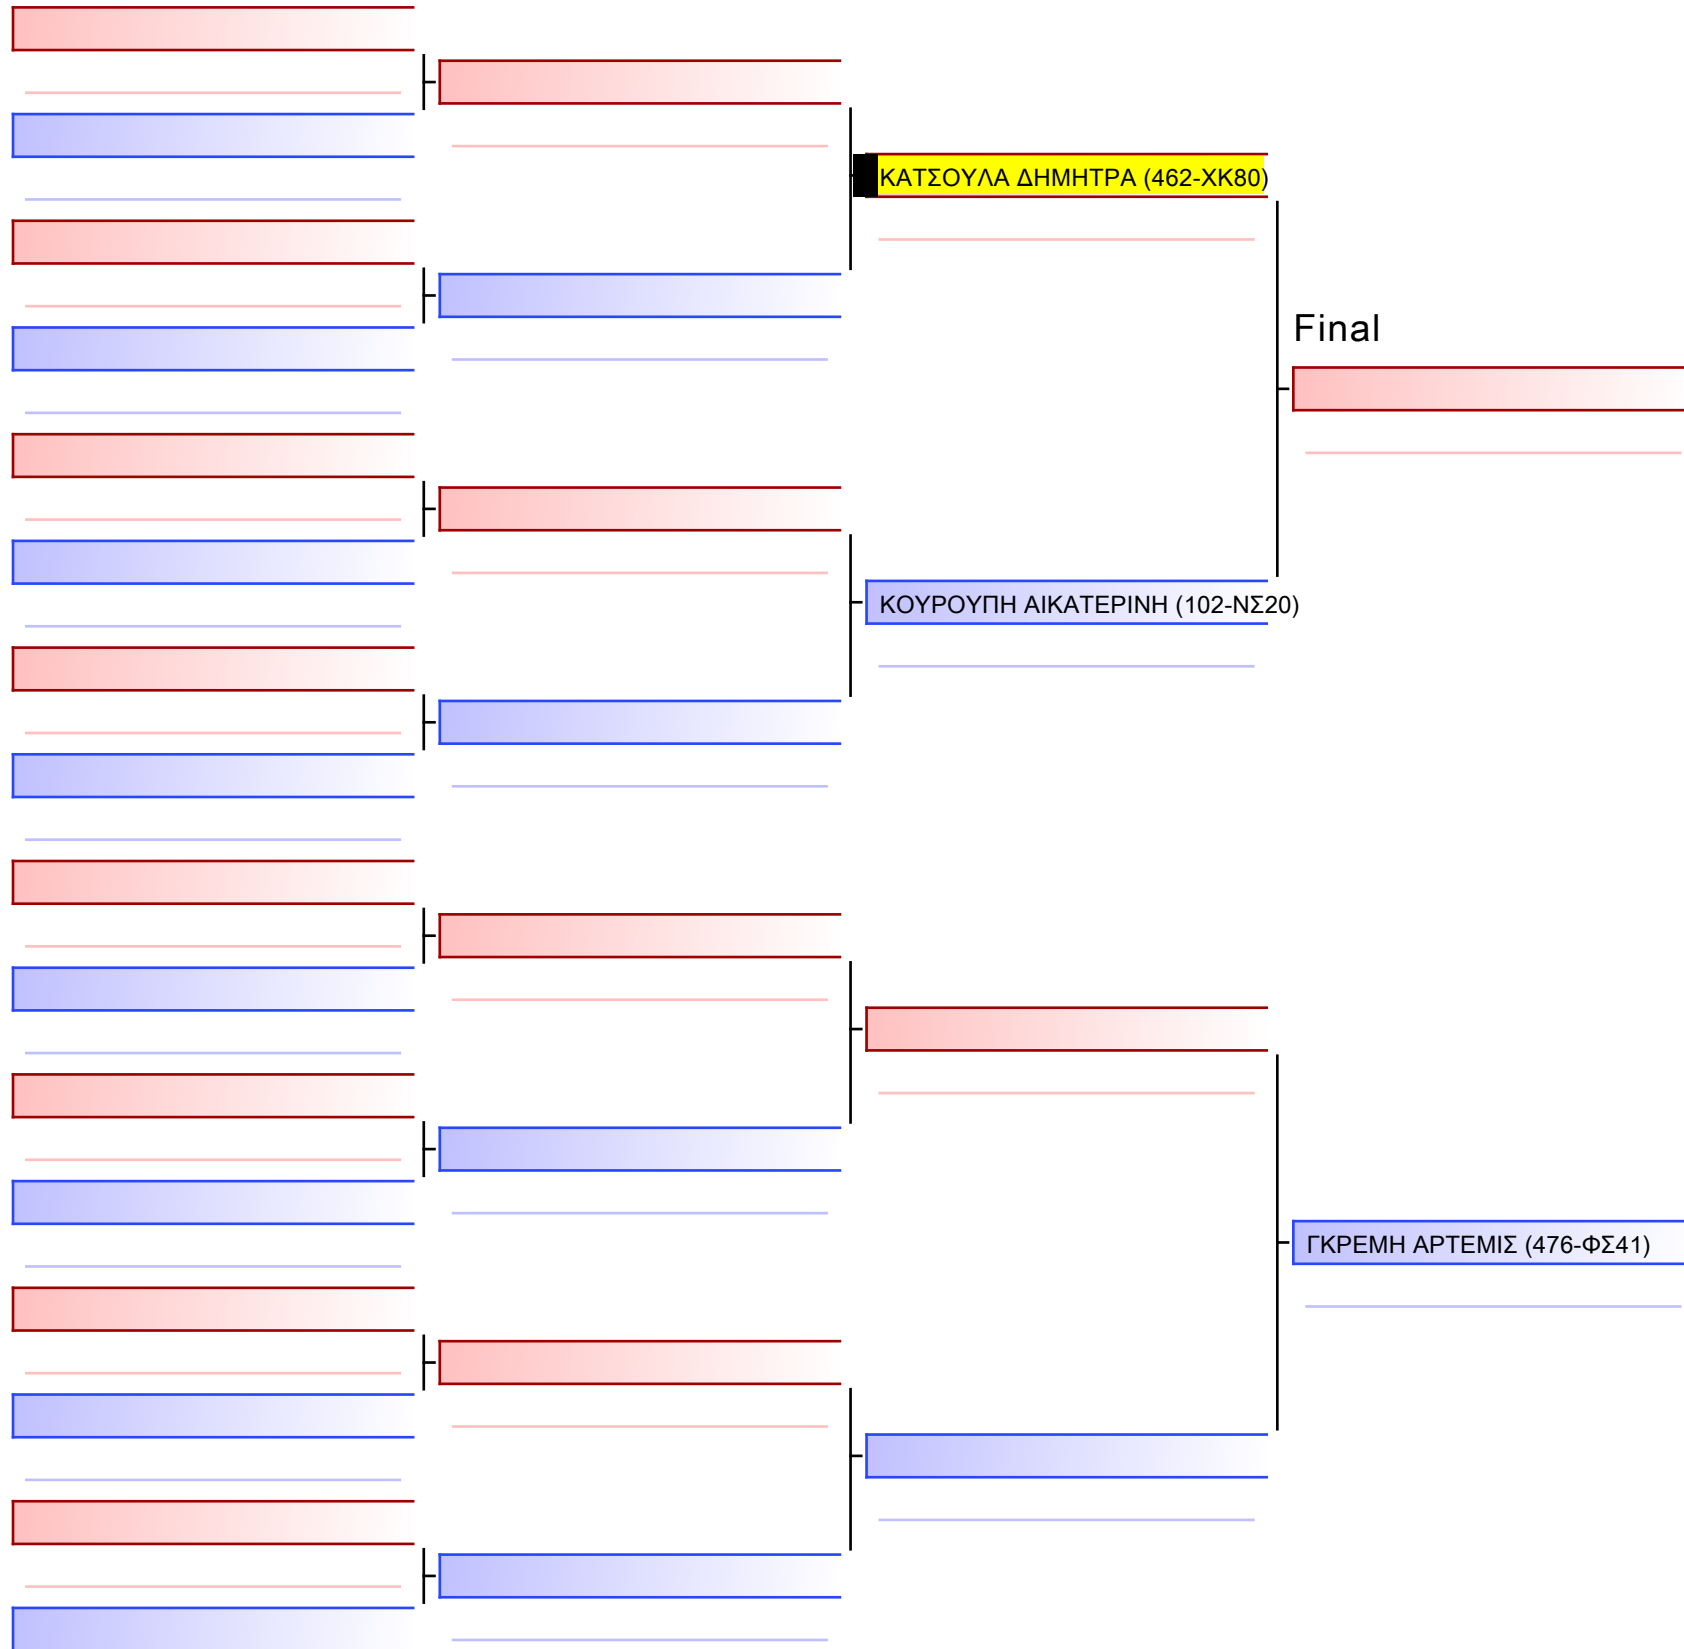 ΚΑΤΣΟΥΛΑ ΔΗΜΗΤΡΑ (462-ΧΚ80)
Final
ΚΟΥΡΟΥΠΗ ΑΙΚΑΤΕΡΙΝΗ (102-ΝΣ20)
ΓΚΡΕΜΗ ΑΡΤΕΜΙΣ (476-ΦΣ41)